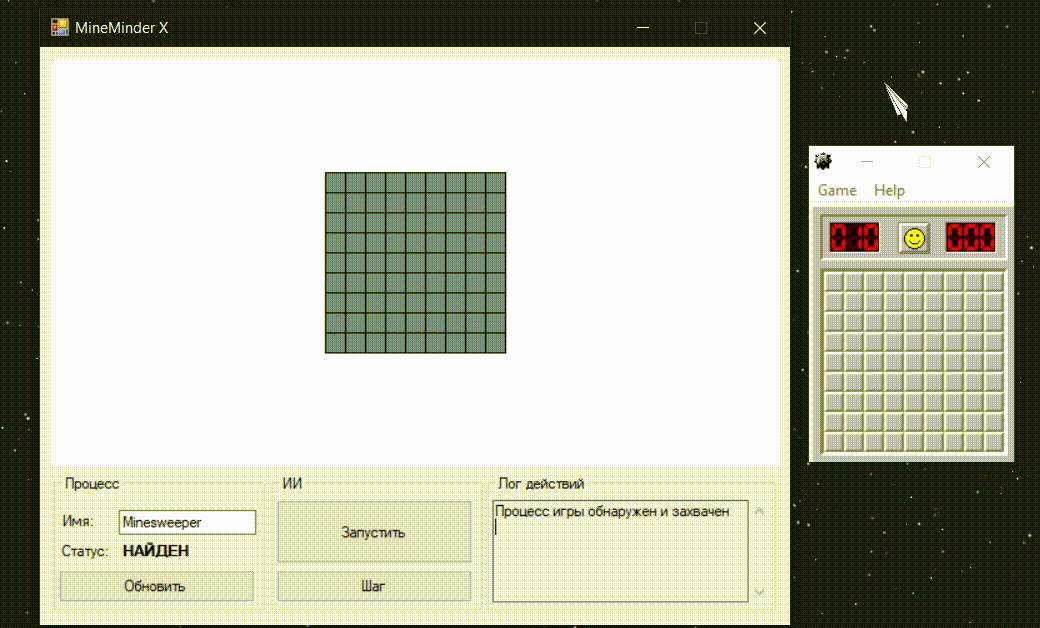 MineMinder X
Game Help
010 000
Процесс
Имя: Minesweeper
Статус: НАЙДЕН
Обновить
ИИ
Запустить
Шаг
Лог действий
Процесс игры обнаружен и захвачен